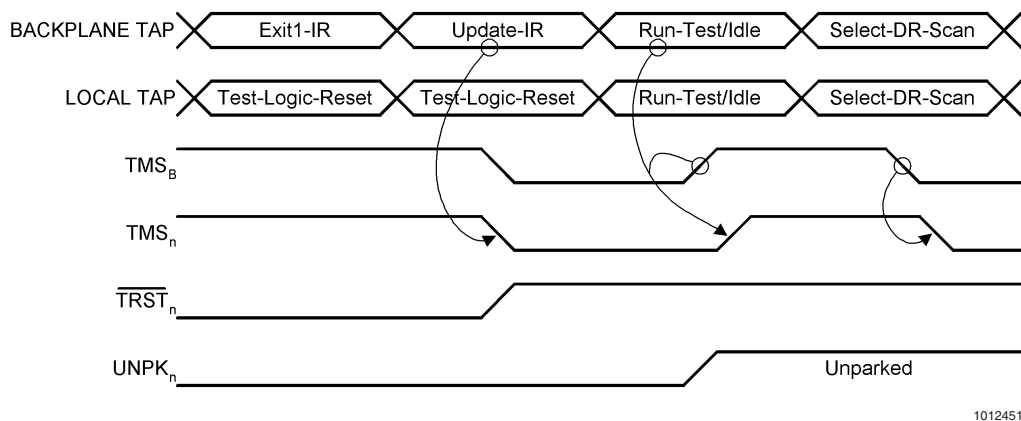 BACKPLANE TAP Exit1-IR Update-IR Run-Test/Idle Select-DR-Scan
LOCAL TAP Test-Logic-Reset Test-Logic-Reset Run-Test/Idle Select-DR-Scan
TMSB
TMSn
TRSTn
UNPKn Unparked
1012451